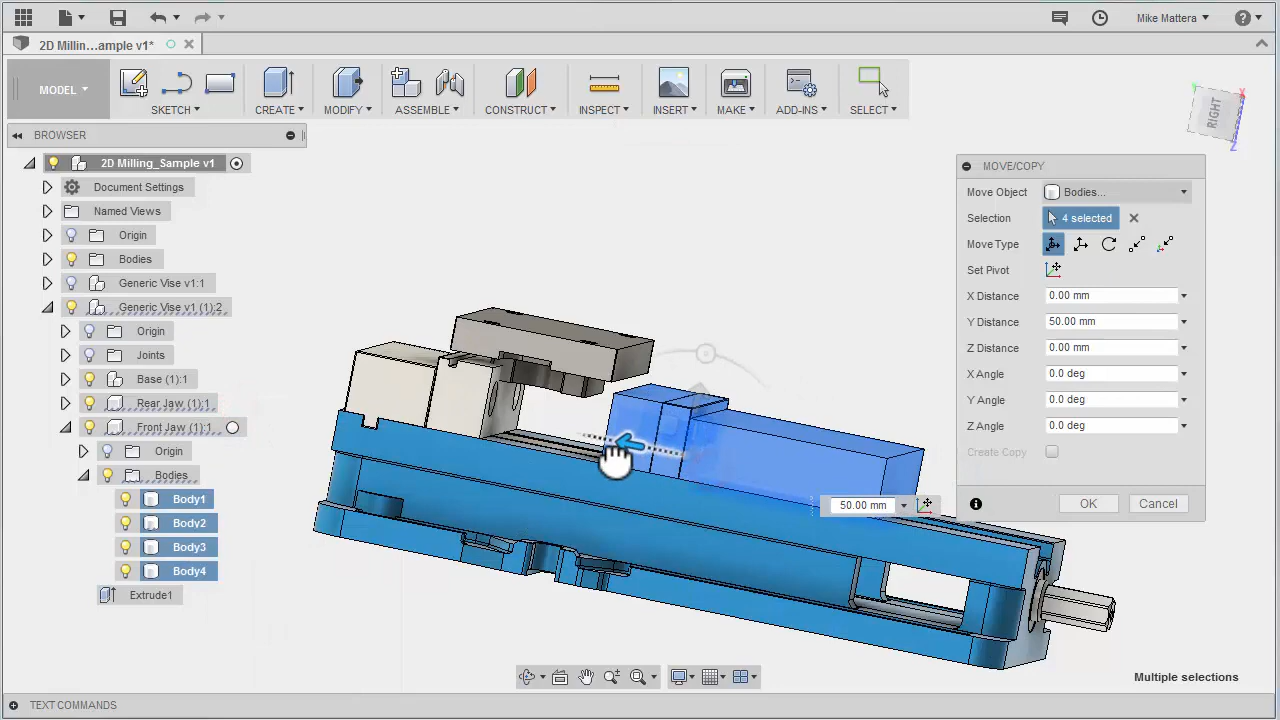 Mike Mattera
2D Millin...ample v1*
MODEL
SKETCH
CREATE
MODIFY
ASSEMBLE
CONSTRUCT
INSPECT
INSERT
MAKE
ADD-INS
SELECT
RIGHT
X
Y
Z
BROWSER
2D Milling_Sample v1
Document Settings
Named Views
Origin
Bodies
Generic Vise v1:1
Generic Vise v1 (1):2
Origin
Joints
Base (1):1
Rear Jaw (1):1
Front Jaw (1):1
Origin
Bodies
Body1
Body2
Body3
Body4
Extrude1
MOVE/COPY
Move Object Bodies...
Selection 4 selected
Move Type
Set Pivot
X Distance 0.00 mm
Y Distance 50.00 mm
Z Distance 0.00 mm
X Angle 0.0 deg
Y Angle 0.0 deg
Z Angle 0.0 deg
Create Copy
OK Cancel
50.00 mm
Multiple selections
TEXT COMMANDS